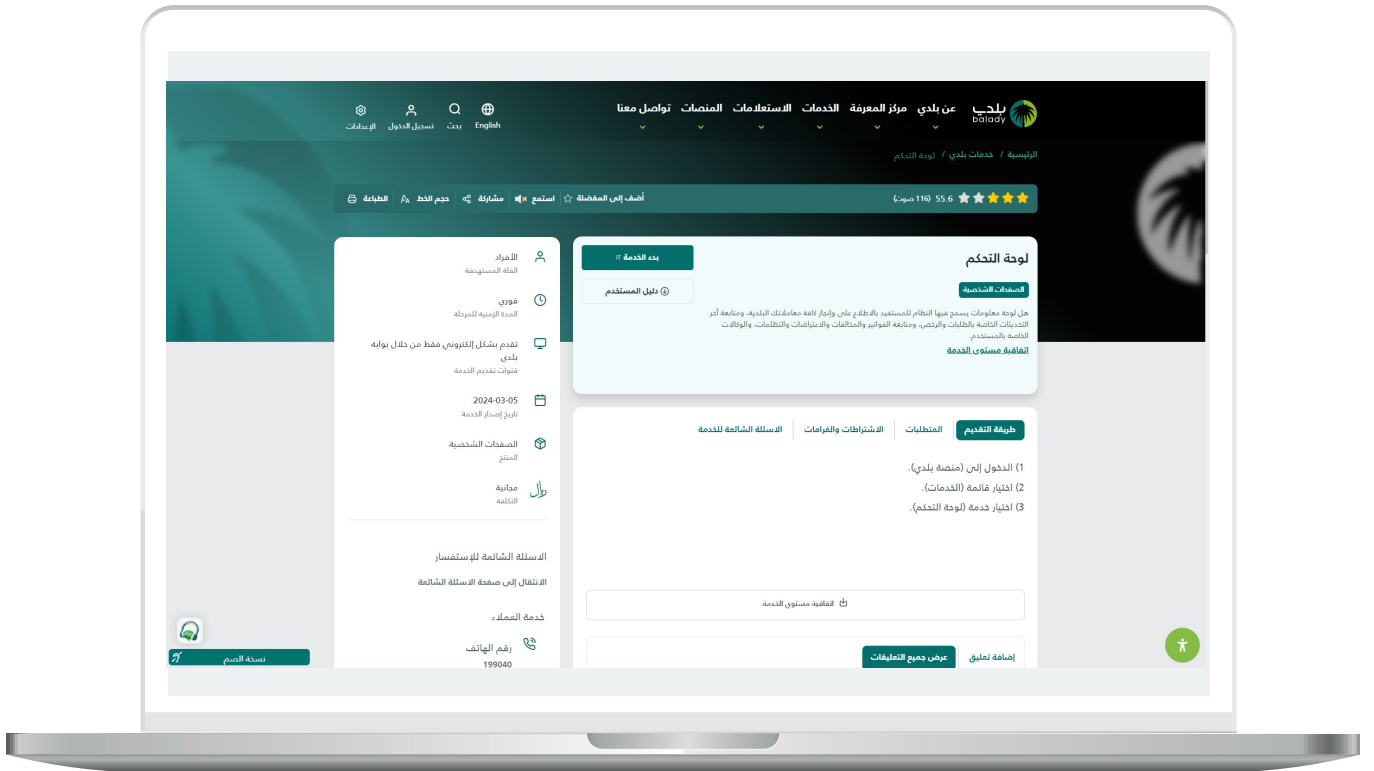 بلدي
balady
عن بلدي
مركز المعرفة
الخدمات
الاستعلامات
المنصات
تواصل معنا
English
بحث
تسجيل الدخول
الإعدادات
الرئيسية / خدمات بلدي / لوحة التحكم
55.6 (116 صوت)
أضف إلى المفضلة
استمع
مشاركة
حجم الخط
الطباعة
لوحة التحكم
بدء الخدمة
الصفحات الشخصية
دليل المستخدم
هل لوحة معلومات يسمح فيها النظام للمستفيد بالاطلاع على وإنجاز كافة معاملاتك البلدية، ومتابعة آخر
التحديثات الخاصة بالطلبات والرخص، ومتابعة الفواتير والمخالفات والاعتراضات والتظلمات، والوكالات
الخاصة بالمستخدم.
اتفاقية مستوى الخدمة
طريقة التقديم
المتطلبات
الاشتراطات والغرامات
الاسئلة الشائعة للخدمة
1) الدخول إلى (منصة بلدي).
2) اختيار قائمة (الخدمات).
3) اختيار خدمة (لوحة التحكم).
اتفاقية مستوي الخدمة
إضافة تعليق
عرض جميع التعليقات
الأفراد
الفئة المستهدفة
فوري
المدة الزمنية للمرحلة
تقدم بشكل إلكتروني فقط من خلال بوابة
بلدي
قنوات تقديم الخدمة
2024-03-05
تاريخ إصدار الخدمة
الصفحات الشخصية
المنتج
مجانية
التكلفة
الاسئلة الشائعة للإستفسار
الانتقال إلى صفحة الاسئلة الشائعة
خدمة العملاء
رقم الهاتف
199040
نسخة الصم